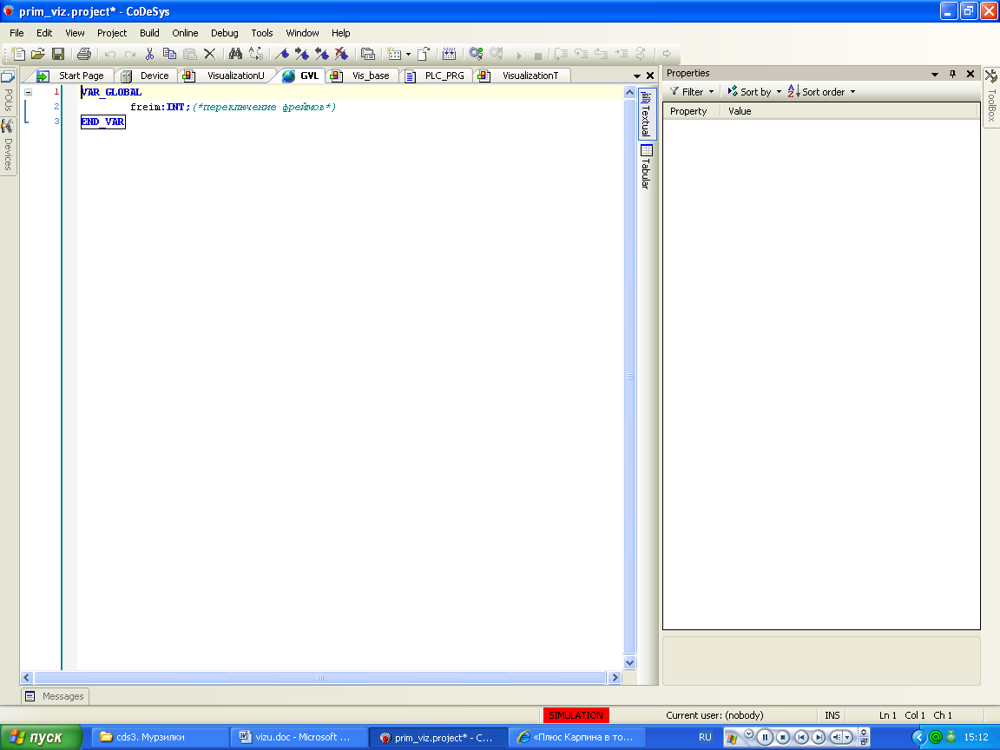 prim_viz.project* - CoDeSys
File Edit View Project Build Online Debug Tools Window Help
Start Page Device VisualizationU GVL Vis_base PLC_PRG VisualizationT
POUs
Devices
1 VAR_GLOBAL
2 freim:INT;(*переключение фреймов*)
3 END_VAR
Textual
Tabular
Properties
Filter Sort by Sort order
Property Value
ToolBox
Messages
SIMULATION Current user: (nobody) INS Ln 1 Col 1 Ch 1
пуск cds3. Мурзилки vizu.doc - Microsoft ... prim_viz.project* - C... «Плюс Карпина в то... RU 15:12